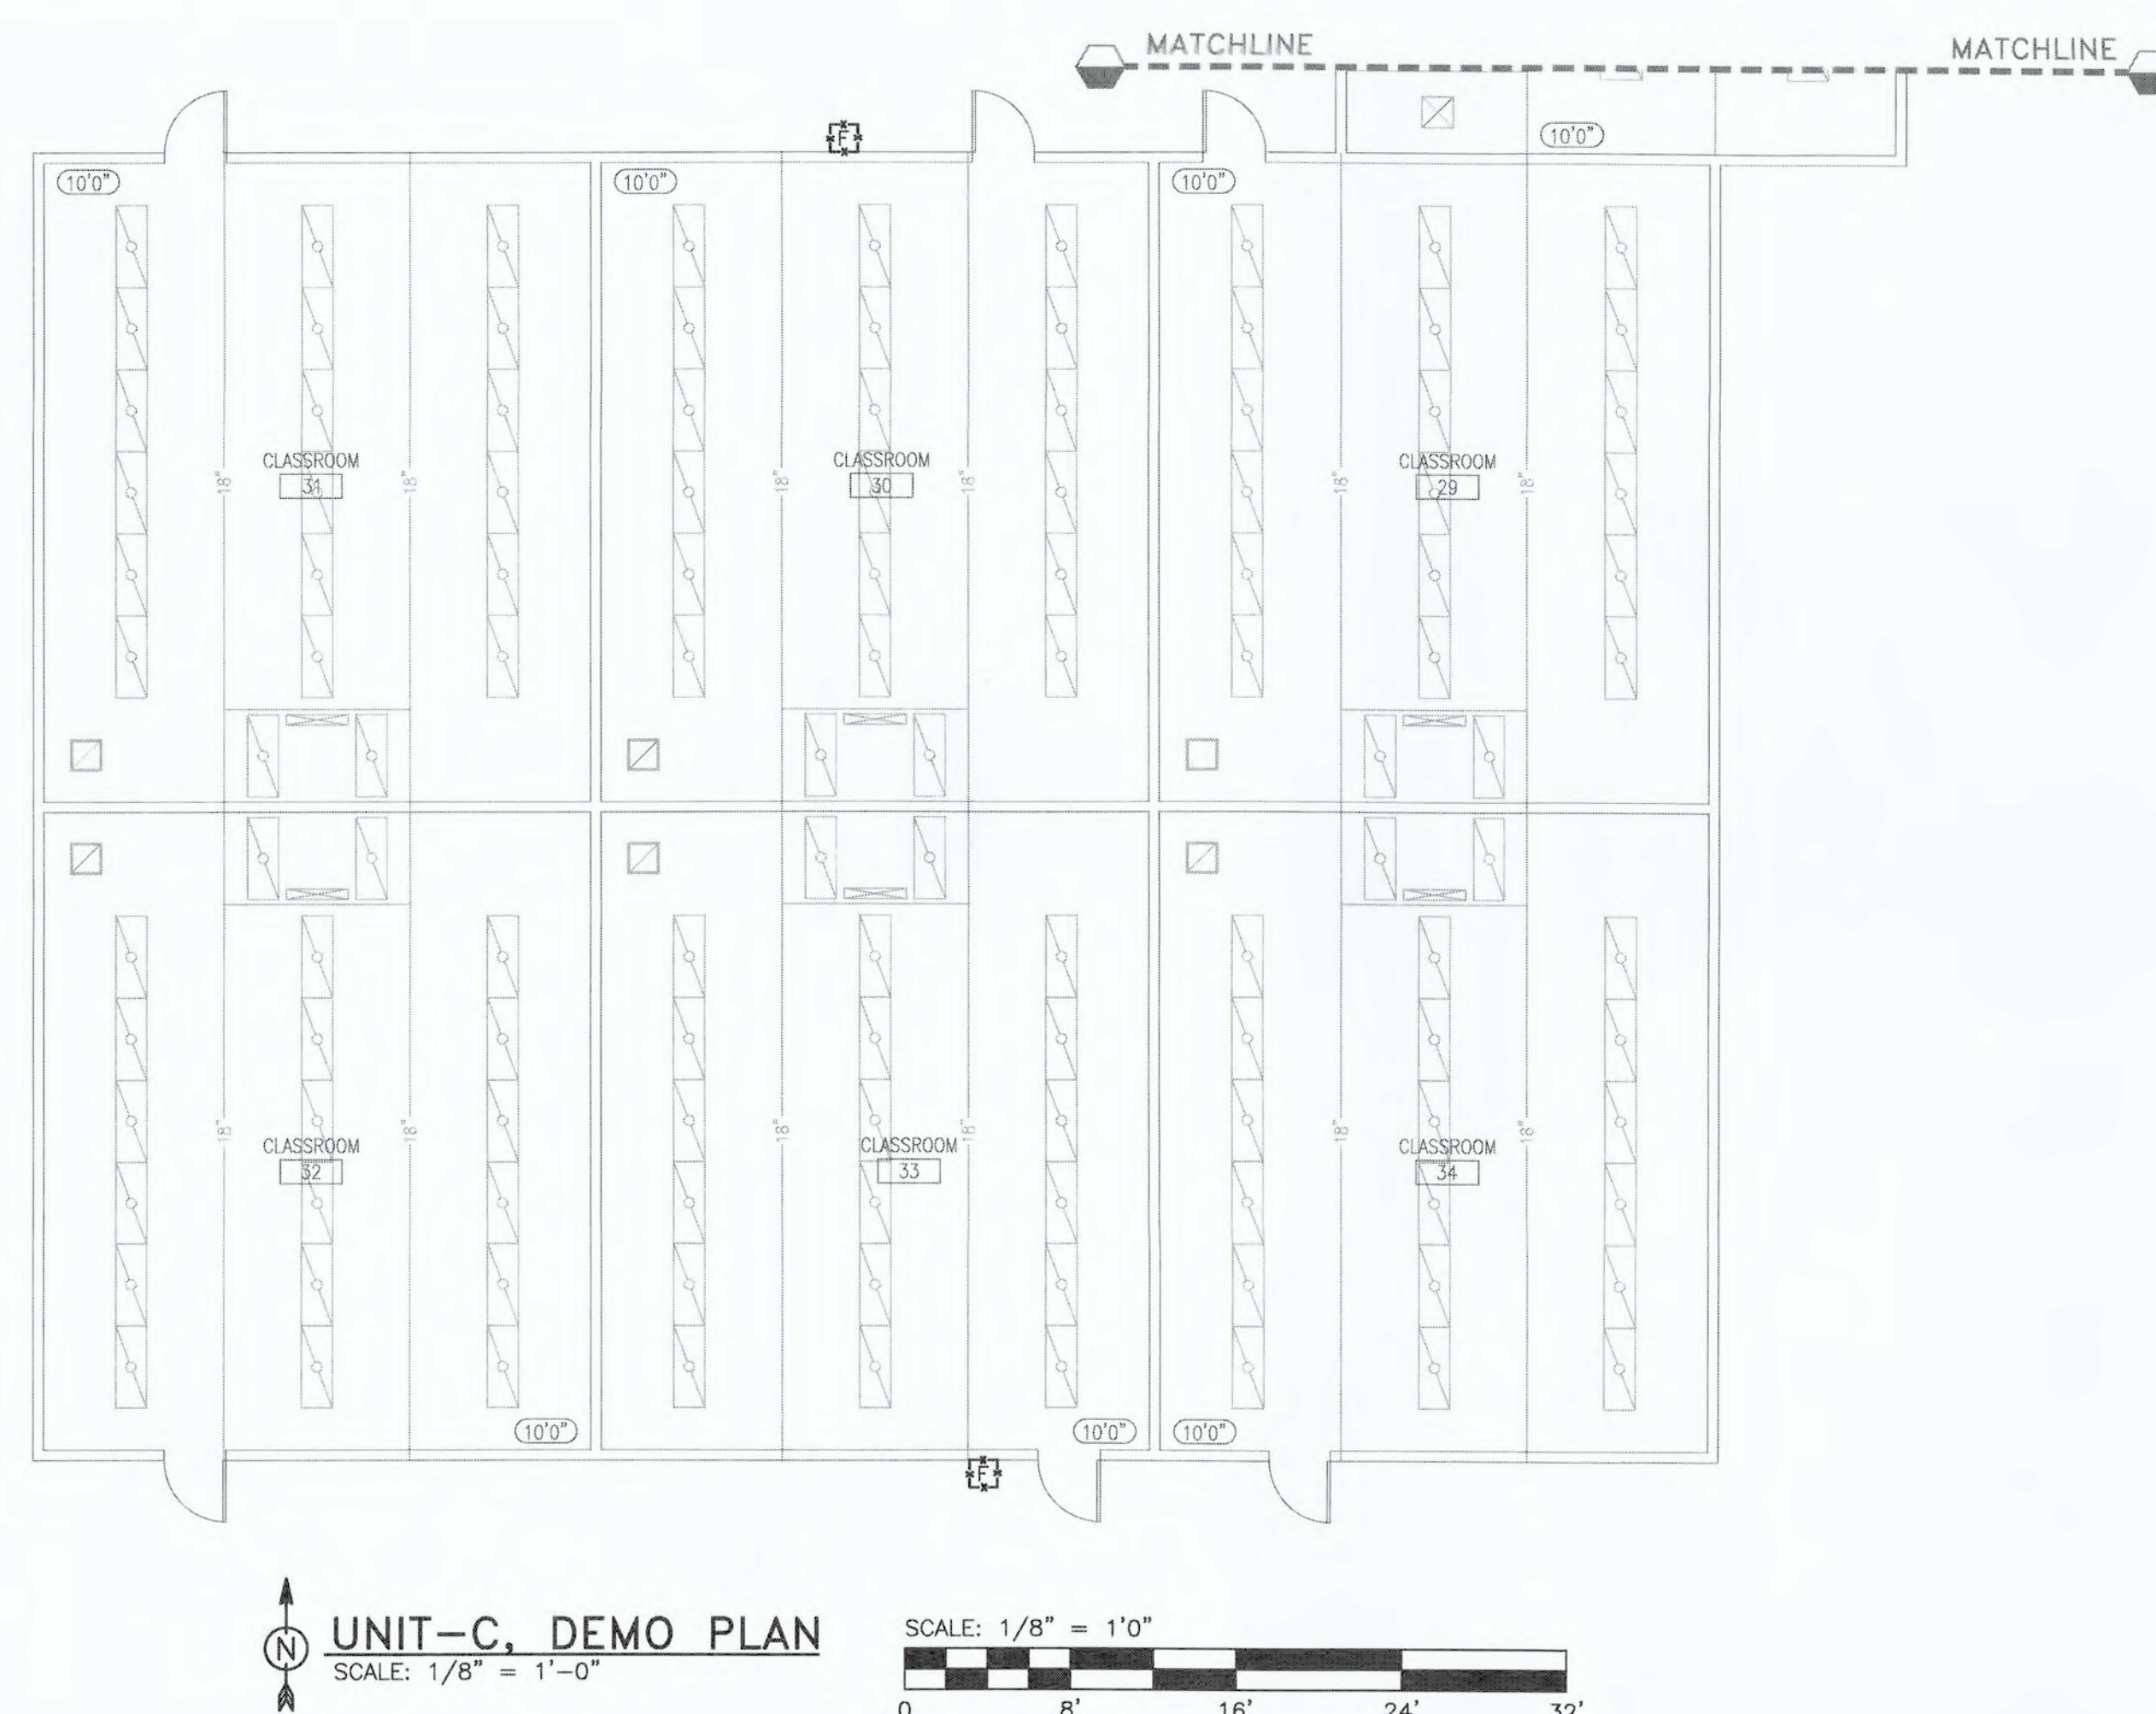 MATCHLINE
MATCHLINE
10'0"
F
10'0"
10'0"
10'0"
CLASSROOM
31
18"
18"
CLASSROOM
30
18"
18"
CLASSROOM
29
18"
18"
CLASSROOM
32
18"
18"
CLASSROOM
33
18"
18"
CLASSROOM
34
18"
18"
10'0"
10'0"
10'0"
F
N
UNIT-C, DEMO PLAN
SCALE: 1/8" = 1'-0"
SCALE: 1/8" = 1'0"
0 8' 16' 24' 32'